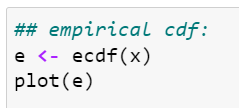 ## empirical cdf:
e <- ecdf(x)
plot(e)